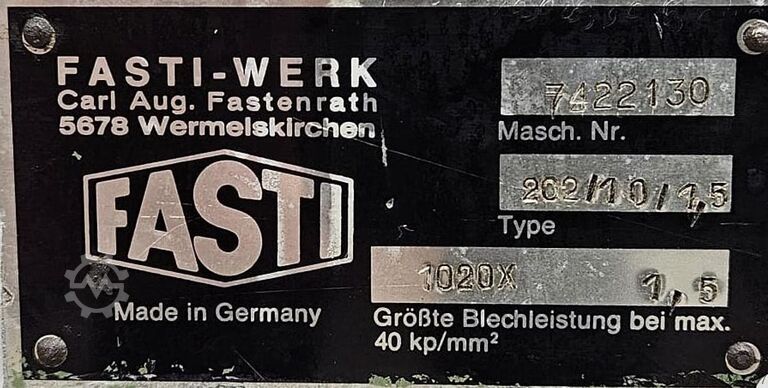 FASTI-WERK
Carl Aug. Fastenrath
5678 Wermelskirchen
FASTI
Made in Germany
7422130
Masch. Nr.
202/10/1,5
Type
1020X 1,5
Größte Blechleistung bei max.
40 kp/mm²